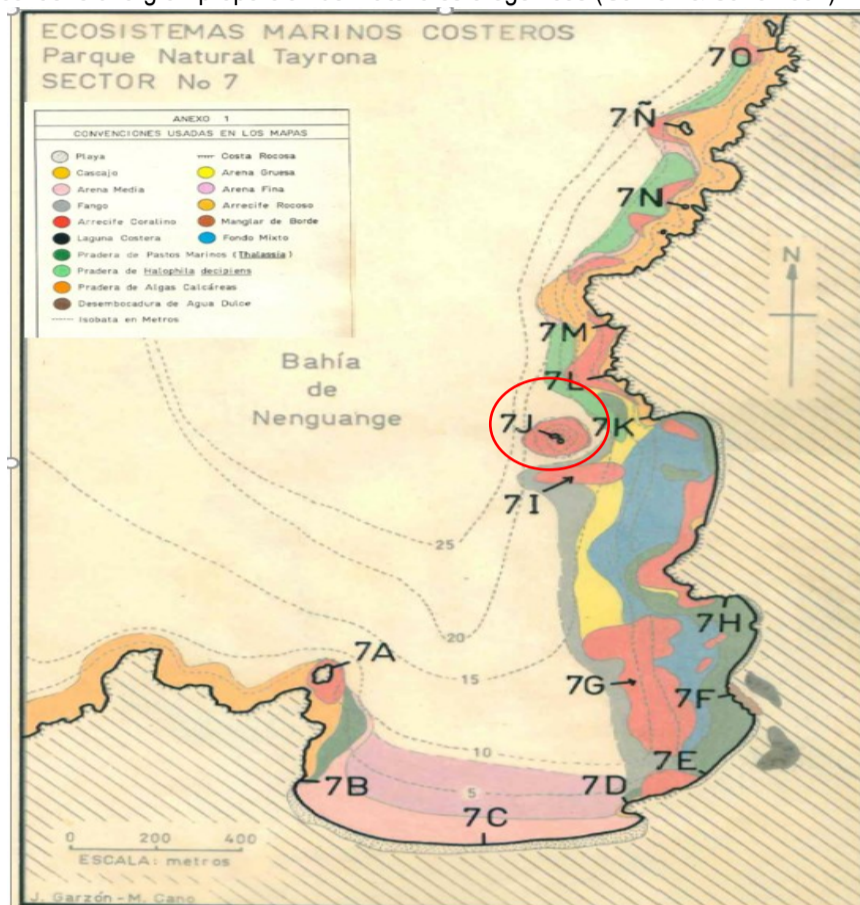 ECOSISTEMAS MARINOS COSTEROS
Parque Natural Tayrona
SECTOR No 7
ANEXO 1
CONVENCIONES USADAS EN LOS MAPAS
Playa
Costa Rocosa
Cascajo
Arena Gruesa
Arena Media
Arena Fina
Fango
Arrecife Rocoso
Arrecife Coralino
Manglar de Borde
Laguna Costera
Fondo Mixto
Pradera de Pastos Marinos (Thalassia)
Pradera de Halophila decipiens
Pradera de Algas Calcáreas
Desembocadura de Agua Dulce
Isobata en Metros
7O
7Ñ
7N
N
7M
7L
Bahía
de
Nenguange
7J
7K
7I
25
20
7H
7A
15
7G
7F
10
7E
7B
5
7D
7C
0 200 400
ESCALA: metros
J. Garzón-M. Cano